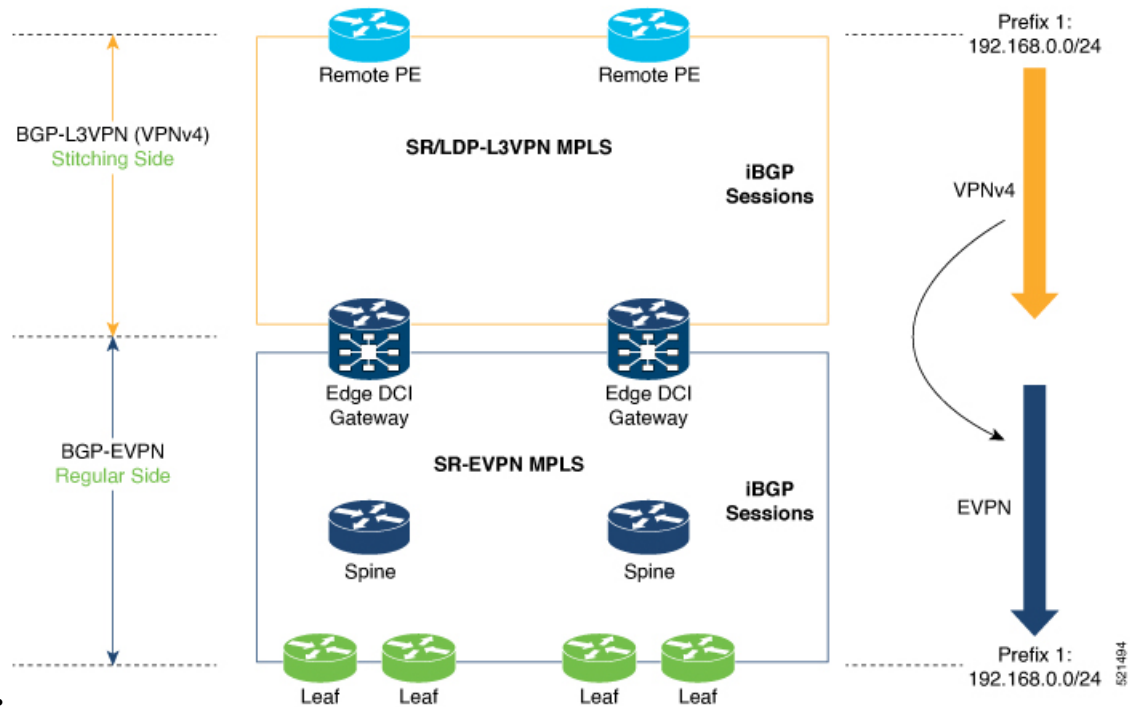 Prefix 1:
192.168.0.0/24
Remote PE
Remote PE
BGP-L3VPN (VPNv4)
Stitching Side
SR/LDP-L3VPN MPLS
iBGP
Sessions
VPNv4
Edge DCI
Gateway
Edge DCI
Gateway
BGP-EVPN
Regular Side
SR-EVPN MPLS
iBGP
Sessions
EVPN
Spine
Spine
Leaf
Leaf
Leaf
Leaf
Prefix 1:
192.168.0.0/24
521494